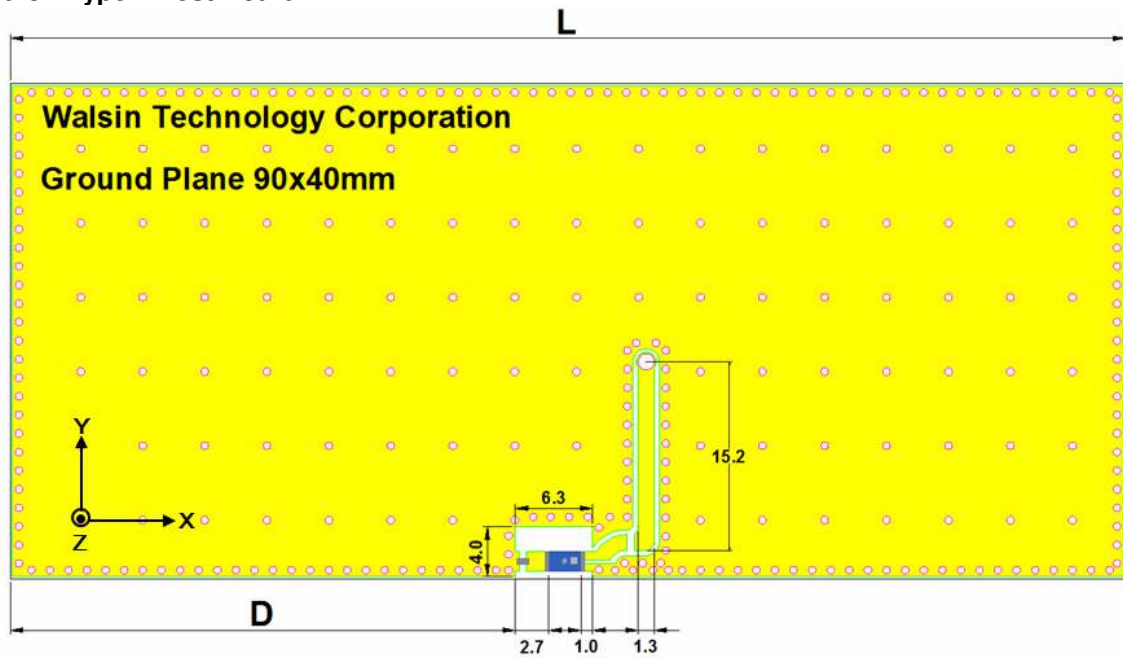 L
Walsin Technology Corporation
Ground Plane 90x40mm
Y
X
Z
15.2
6.3
4.0
D
2.7
1.0
1.3